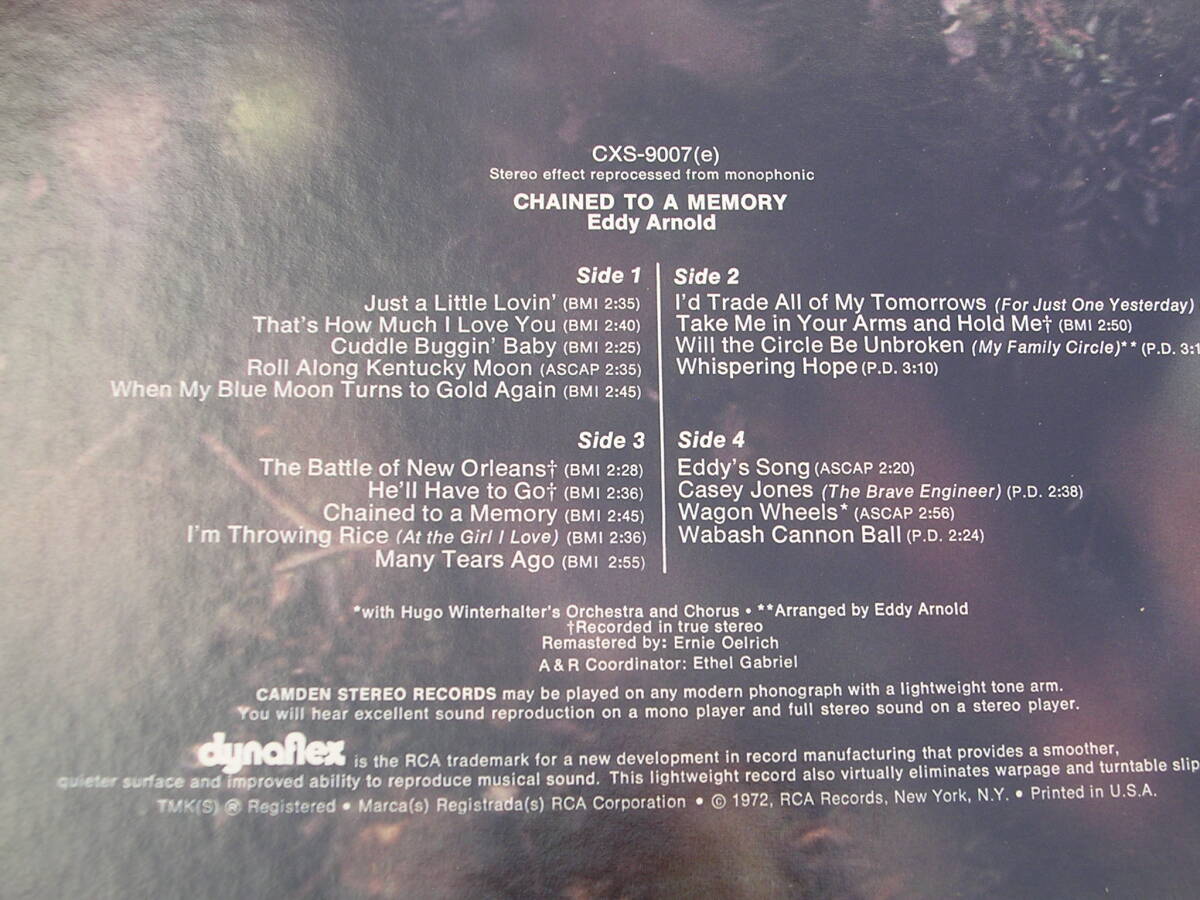 CXS-9007(e)
Stereo effect reprocessed from monophonic
CHAINED TO A MEMORY
Eddy Arnold
Side 1
Just a Little Lovin' (BMI 2:35)
That's How Much I Love You (BMI 2:40)
Cuddle Buggin' Baby (BMI 2:25)
Roll Along Kentucky Moon (ASCAP 2:35)
When My Blue Moon Turns to Gold Again (BMI 2:45)
Side 2
I'd Trade All of My Tomorrows (For Just One Yesterday)
Take Me in Your Arms and Hold Me† (BMI 2:50)
Will the Circle Be Unbroken (My Family Circle)** (P.D. 3:1
Whispering Hope (P.D. 3:10)
Side 3
The Battle of New Orleans† (BMI 2:28)
He'll Have to Go† (BMI 2:36)
Chained to a Memory (BMI 2:45)
I'm Throwing Rice (At the Girl I Love) (BMI 2:36)
Many Tears Ago (BMI 2:55)
Side 4
Eddy's Song (ASCAP 2:20)
Casey Jones (The Brave Engineer) (P.D. 2:38)
Wagon Wheels* (ASCAP 2:56)
Wabash Cannon Ball (P.D. 2:24)
*with Hugo Winterhalter's Orchestra and Chorus • **Arranged by Eddy Arnold
†Recorded in true stereo
Remastered by: Ernie Oelrich
A & R Coordinator: Ethel Gabriel
CAMDEN STEREO RECORDS may be played on any modern phonograph with a lightweight tone arm.
You will hear excellent sound reproduction on a mono player and full stereo sound on a stereo player.
dynaflex is the RCA trademark for a new development in record manufacturing that provides a smoother,
quieter surface and improved ability to reproduce musical sound. This lightweight record also virtually eliminates warpage and turntable slip
TMK(S) ® Registered • Marca(s) Registrada(s) RCA Corporation • © 1972, RCA Records, New York, N.Y. • Printed in U.S.A.